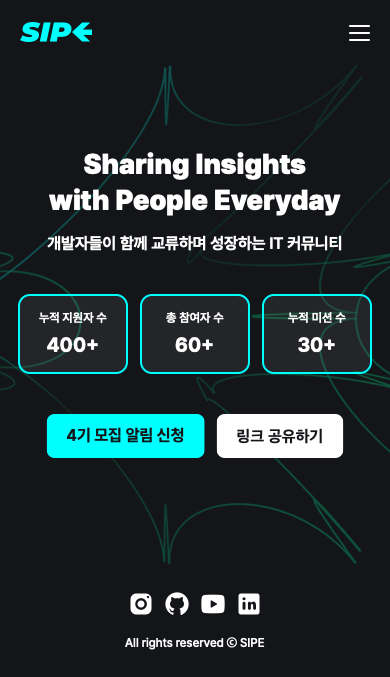 SIPE
Sharing Insights
with People Everyday
개발자들이 함께 교류하며 성장하는 IT 커뮤니티
누적 지원자 수
400+
총 참여자 수
60+
누적 미션 수
30+
4기 모집 알림 신청
링크 공유하기
All rights reserved © SIPE